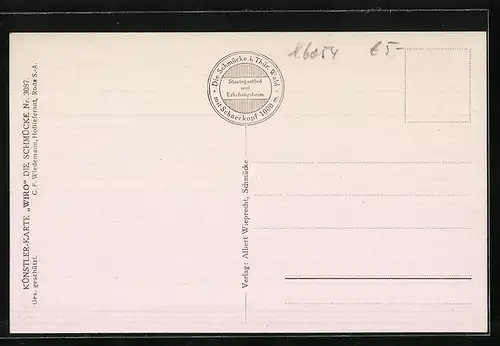 16054 €5-
Die Schmücke i. Thür. Wald
Staatsgasthof
und
Erholungsheim
mit Schneekopf 1000 m
KÜNSTLER-KARTE „WIRO" DIE SCHMÜCKE Nr. 3087.
Ges. geschützt. C. F. Wiedemann, Hoflieferant, Roda S.-A.
Verlag: Albert Wieprecht, Schmücke